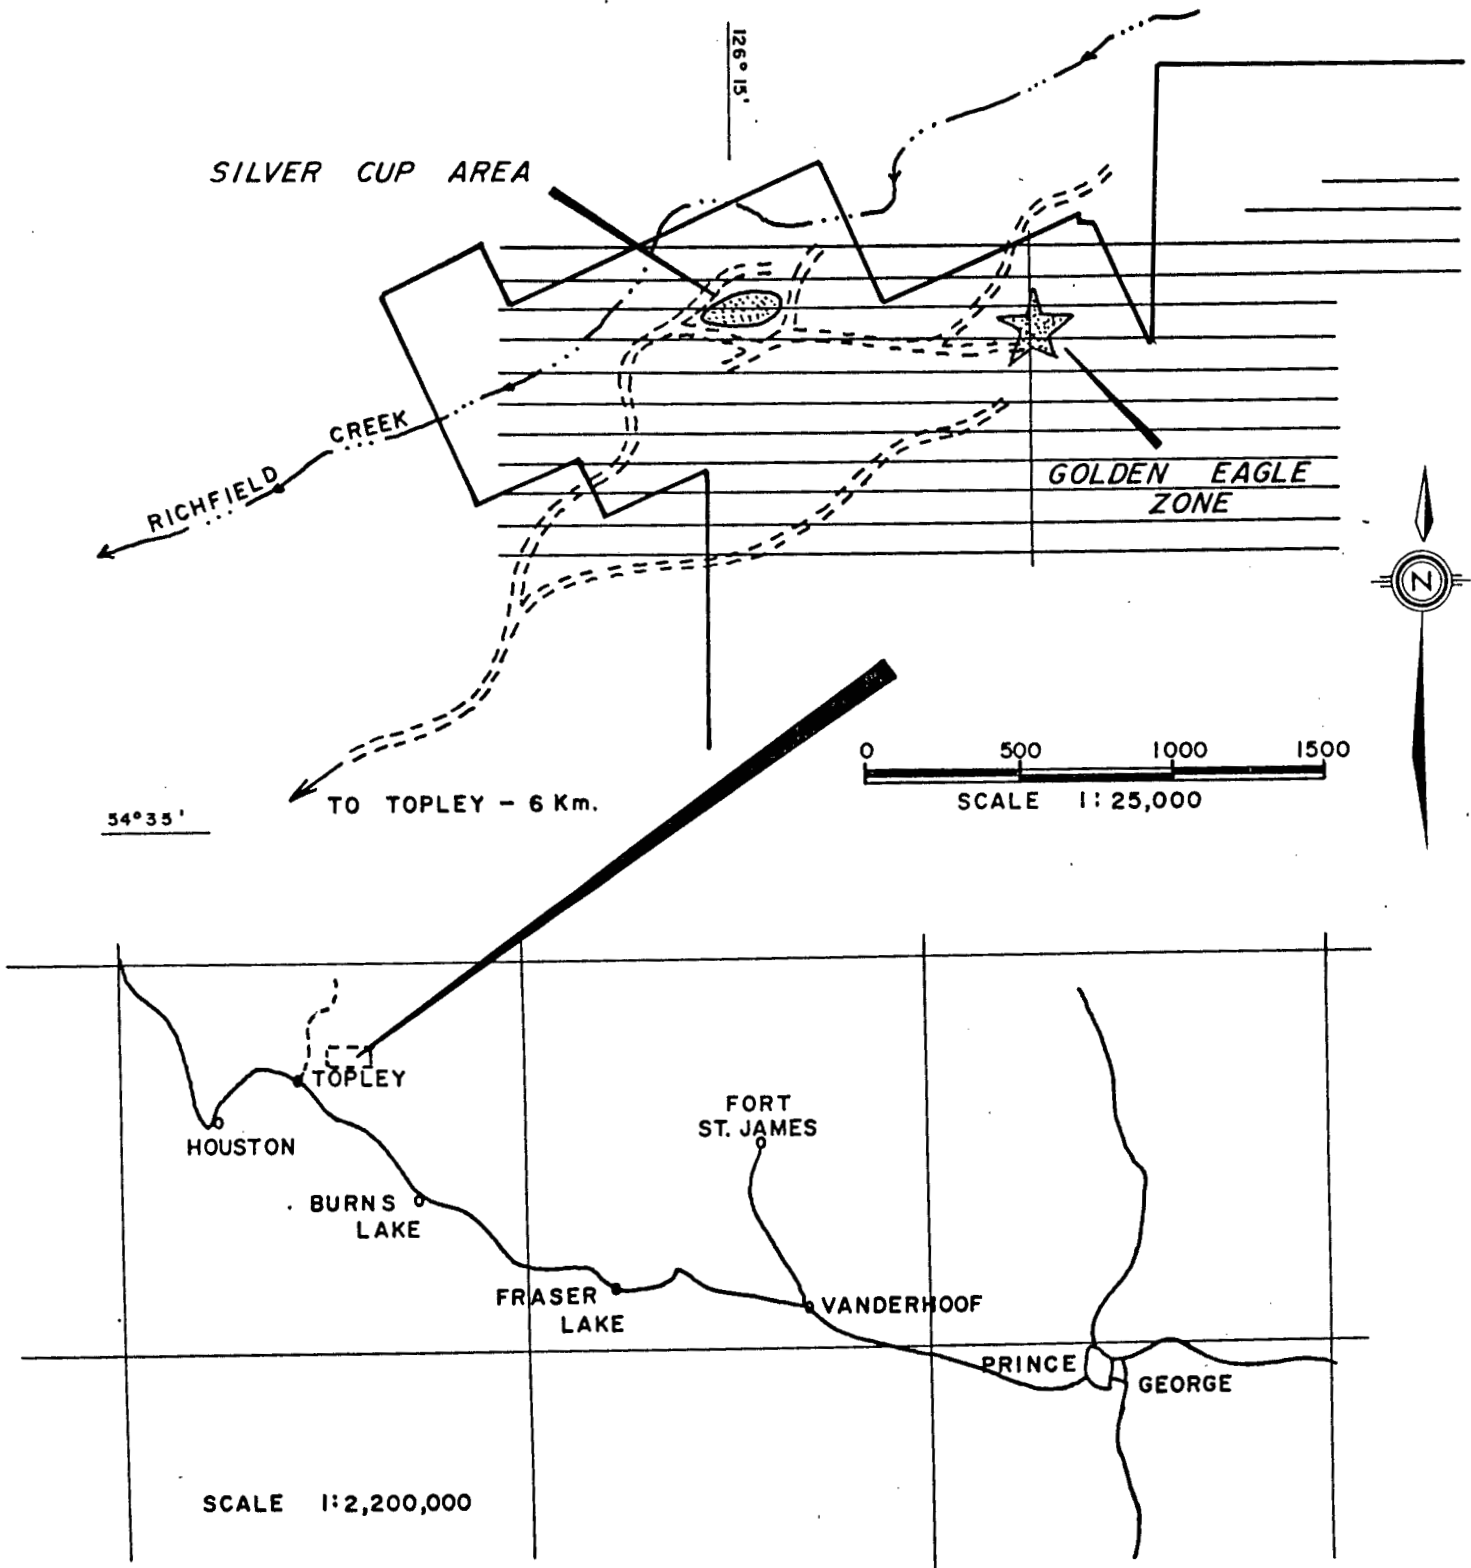 126° 15'
SILVER CUP AREA
CREEK
RICHFIELD
GOLDEN EAGLE
ZONE
N
0 500 1000 1500
SCALE 1:25,000
TO TOPLEY - 6 Km.
54°35'
TOPLEY
HOUSTON
FORT
ST. JAMES
BURNS
LAKE
FRASER
LAKE
VANDERHOOF
PRINCE
GEORGE
SCALE 1:2,200,000